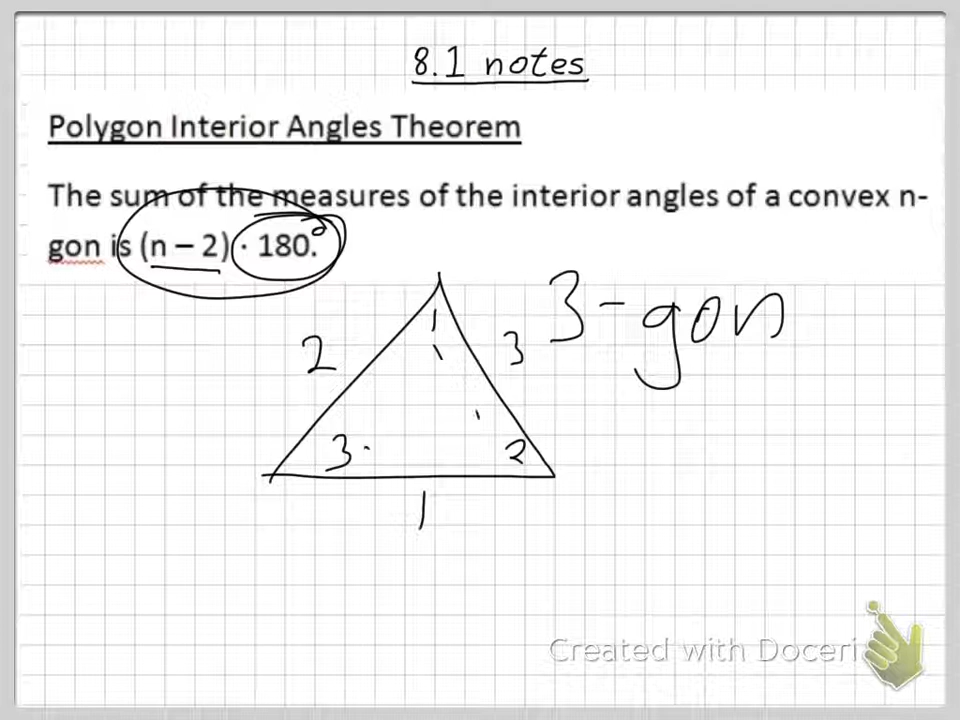 8.1 notes
Polygon Interior Angles Theorem
The sum of the measures of the interior angles of a convex n-
gon is (n – 2) · 180.°
3-gon
1
2
3
3
2
1
Created with Doceri